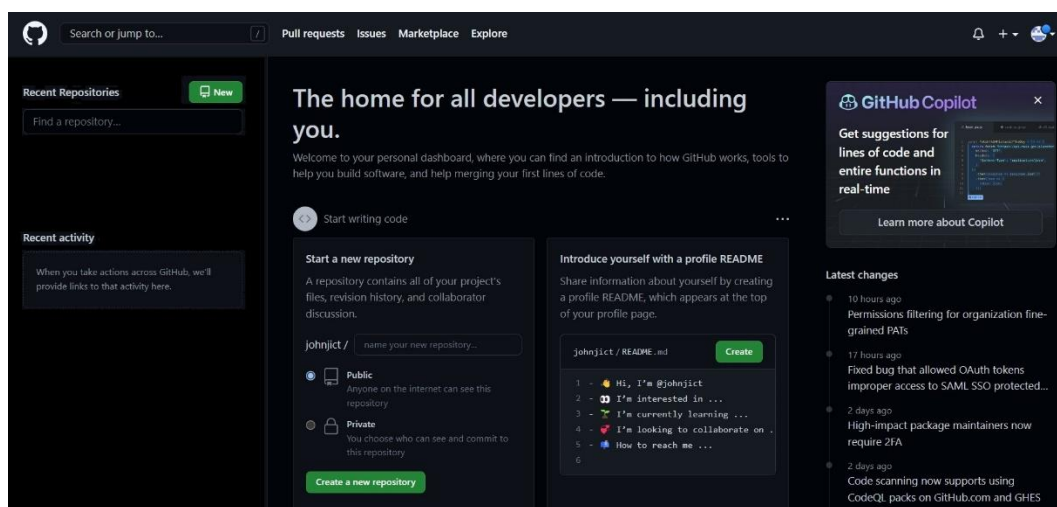 Search or jump to... /
Pull requests Issues Marketplace Explore
Recent Repositories
New
Find a repository...
Recent activity
When you take actions across GitHub, we'll
provide links to that activity here.
The home for all developers — including
you.
Welcome to your personal dashboard, where you can find an introduction to how GitHub works, tools to
help you build software, and help merging your first lines of code.
Start writing code
Start a new repository
A repository contains all of your project's
files, revision history, and collaborator
discussion.
johnjict / name your new repository...
Public
Anyone on the internet can see this
repository
Private
You choose who can see and commit to
this repository
Create a new repository
Introduce yourself with a profile README
Share information about yourself by creating
a profile README, which appears at the top
of your profile page.
johnjict / README.md
Create
1 - 👋 Hi, I'm @johnjict
2 - 👀 I'm interested in ...
3 - 🌱 I'm currently learning ...
4 - 💞️ I'm looking to collaborate on .
5 - 📫 How to reach me ...
6
GitHub Copilot
Get suggestions for
lines of code and
entire functions in
real-time
Learn more about Copilot
Latest changes
10 hours ago
Permissions filtering for organization fine-
grained PATs
17 hours ago
Fixed bug that allowed OAuth tokens
improper access to SAML SSO protected...
2 days ago
High-impact package maintainers now
require 2FA
2 days ago
Code scanning now supports using
CodeQL packs on GitHub.com and GHES